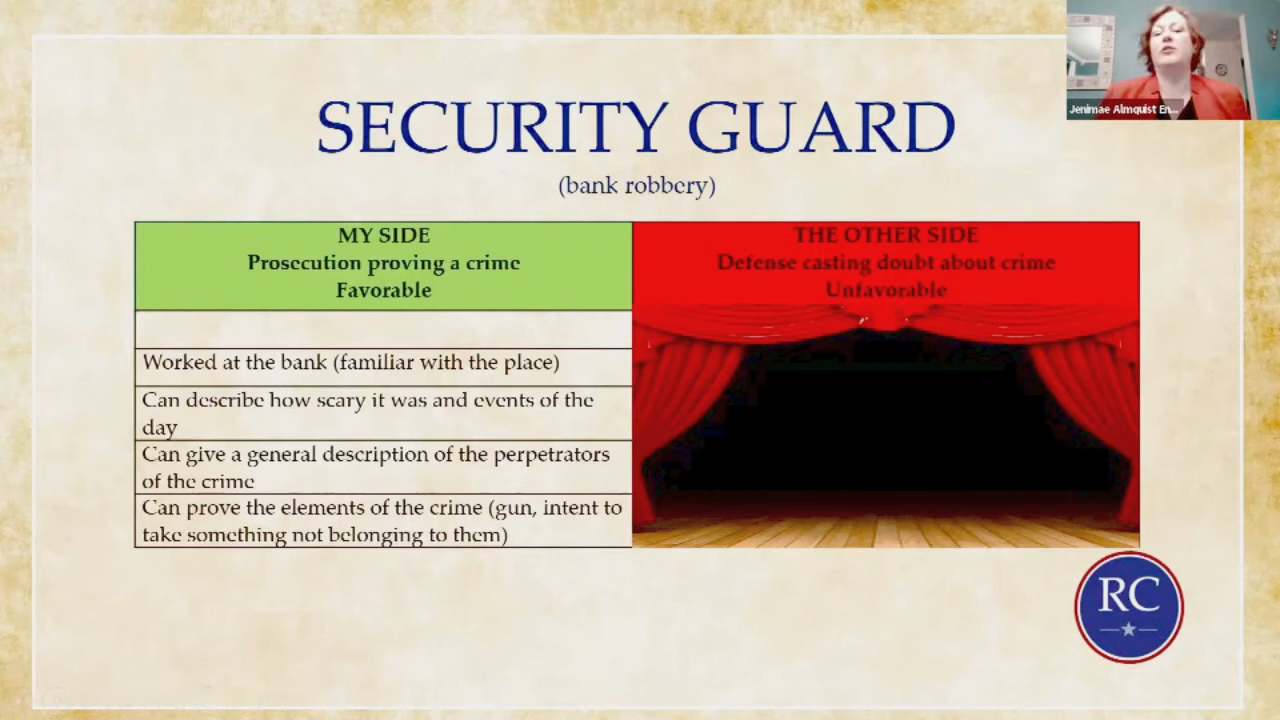 Jenimae Almquist En...
SECURITY GUARD
(bank robbery)
MY SIDE
Prosecution proving a crime
Favorable
THE OTHER SIDE
Defense casting doubt about crime
Unfavorable
Worked at the bank (familiar with the place)
Can describe how scary it was and events of the
day
Can give a general description of the perpetrators
of the crime
Can prove the elements of the crime (gun, intent to
take something not belonging to them)
RC